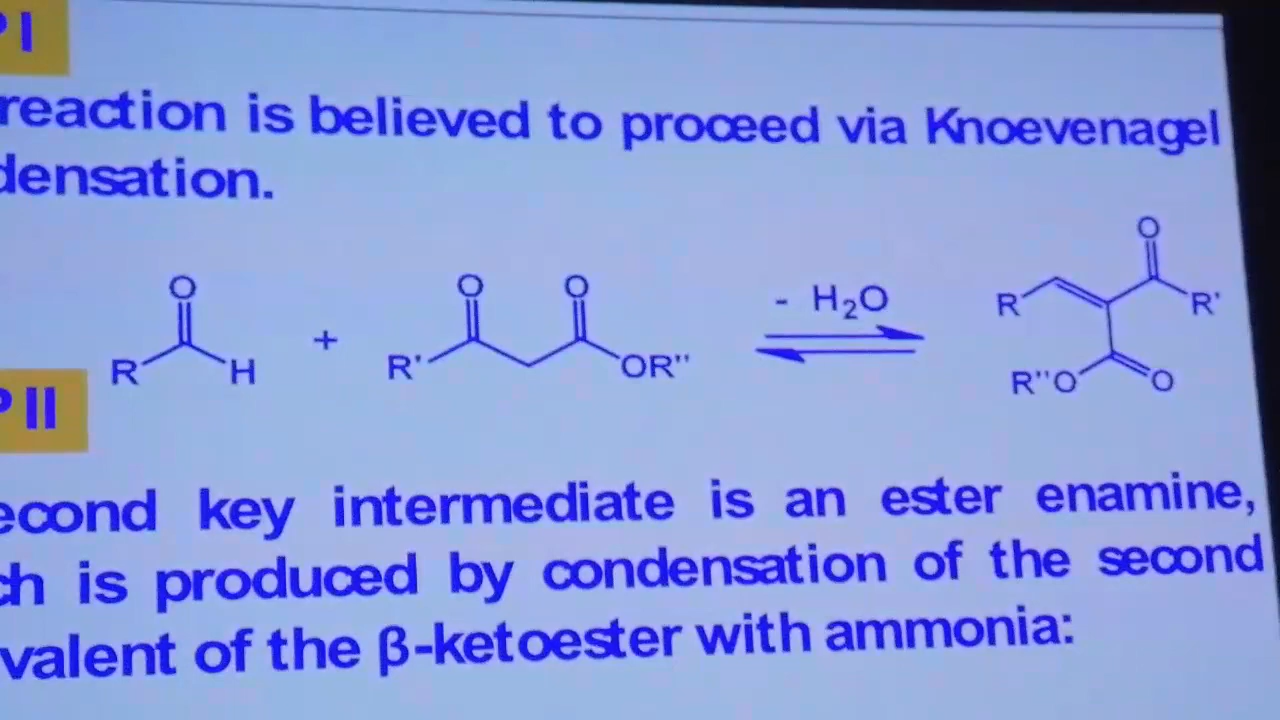 P I
reaction is believed to proceed via Knoevenagel
densation.
O
R H
+
O O
R' OR''
- H₂O
O
R R'
R''O O
P II
econd key intermediate is an ester enamine,
ch is produced by condensation of the second
valent of the β-ketoester with ammonia: